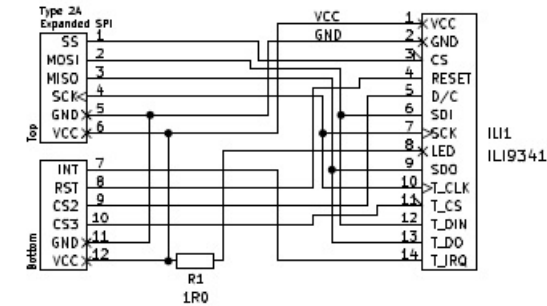 Type 2A
Expanded SPI
SS 1
MOSI 2
MISO 3
SCK 4
GND 5
VCC 6
Top
INT 7
RST 8
CS2 9
CS3 10
GND 11
VCC 12
Bottom
R1
1R0
VCC
GND
1 VCC
2 GND
3 CS
4 RESET
5 D/C
6 SDI
7 SCK
8 LED
9 SDO
10 T_CLK
11 T_CS
12 T_DIN
13 T_DO
14 T_IRQ
ILI1
ILI9341